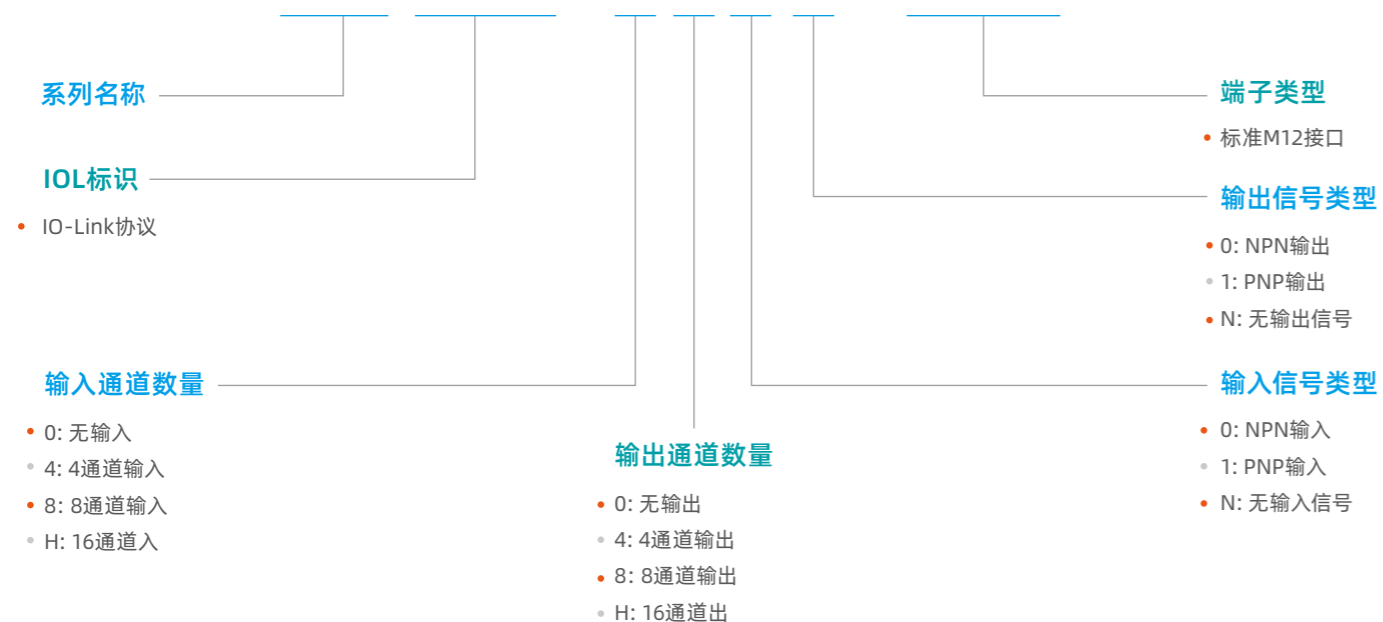 系列名称
IOL标识
IO-Link协议
输入通道数量
0: 无输入
4: 4通道输入
8: 8通道输入
H: 16通道入
输出通道数量
0: 无输出
4: 4通道输出
8: 8通道输出
H: 16通道出
端子类型
标准M12接口
输出信号类型
0: NPN输出
1: PNP输出
N: 无输出信号
输入信号类型
0: NPN输入
1: PNP输入
N: 无输入信号